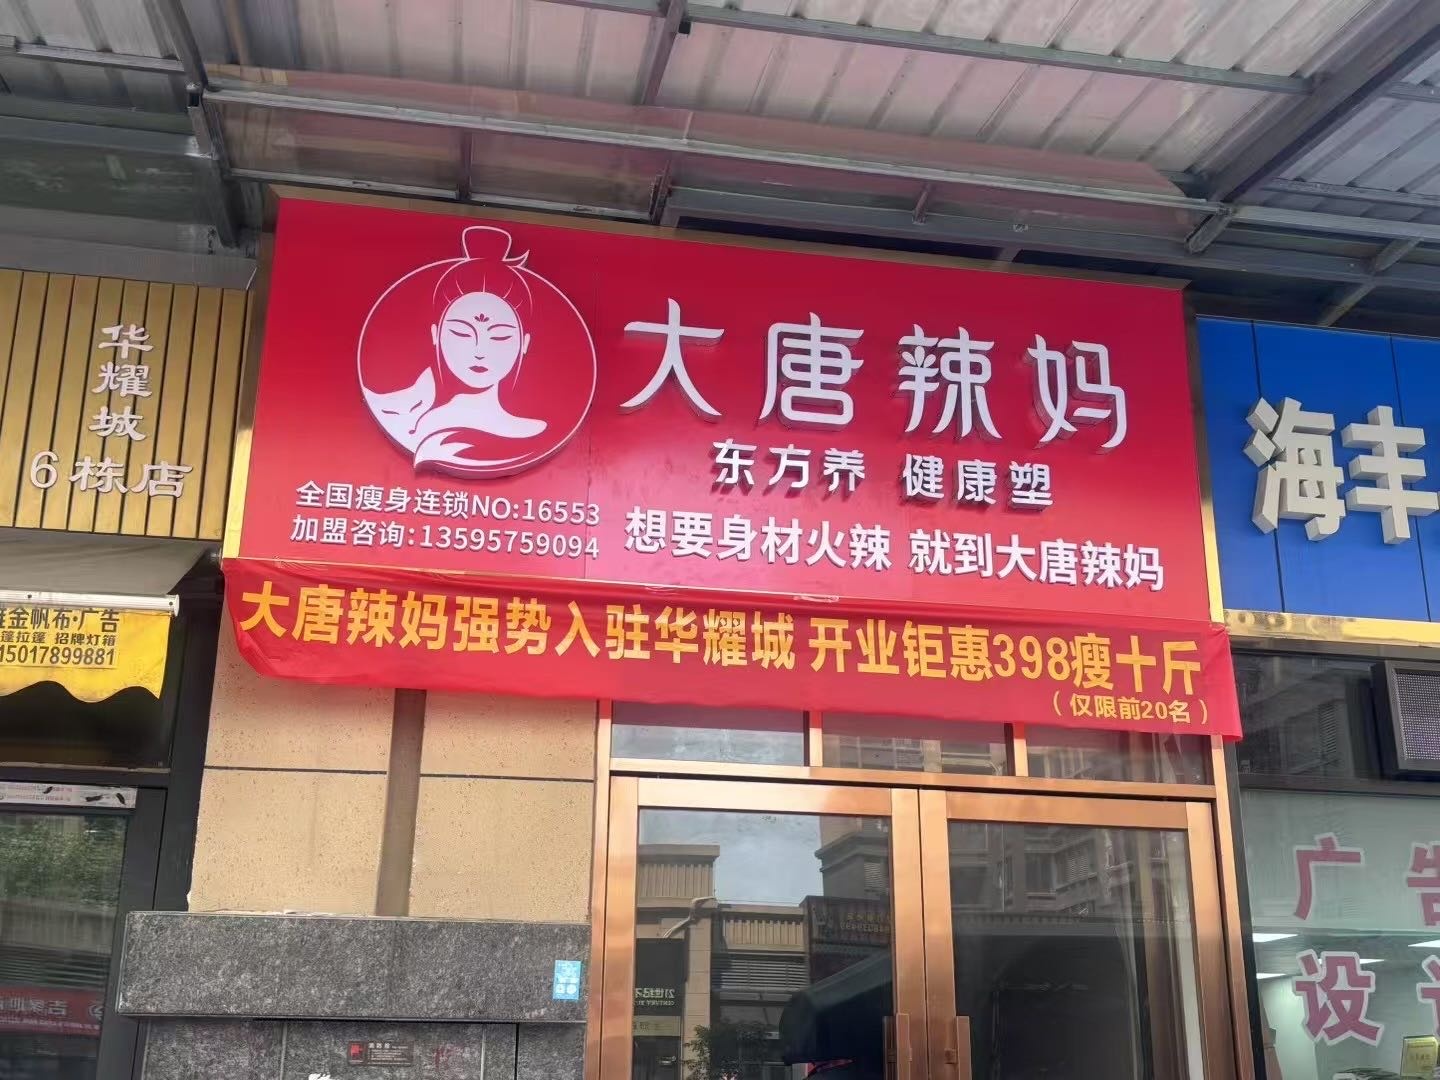 华耀城
6栋店
大唐辣妈
东方养 健康塑
全国瘦身连锁NO:16553
加盟咨询:13595759094
想要身材火辣 就到大唐辣妈
大唐辣妈强势入驻华耀城 开业钜惠398瘦十斤
(仅限前20名)
海丰
金帆布·广告
篷拉篷 招牌灯箱
15017899881
广告
设
21世纪